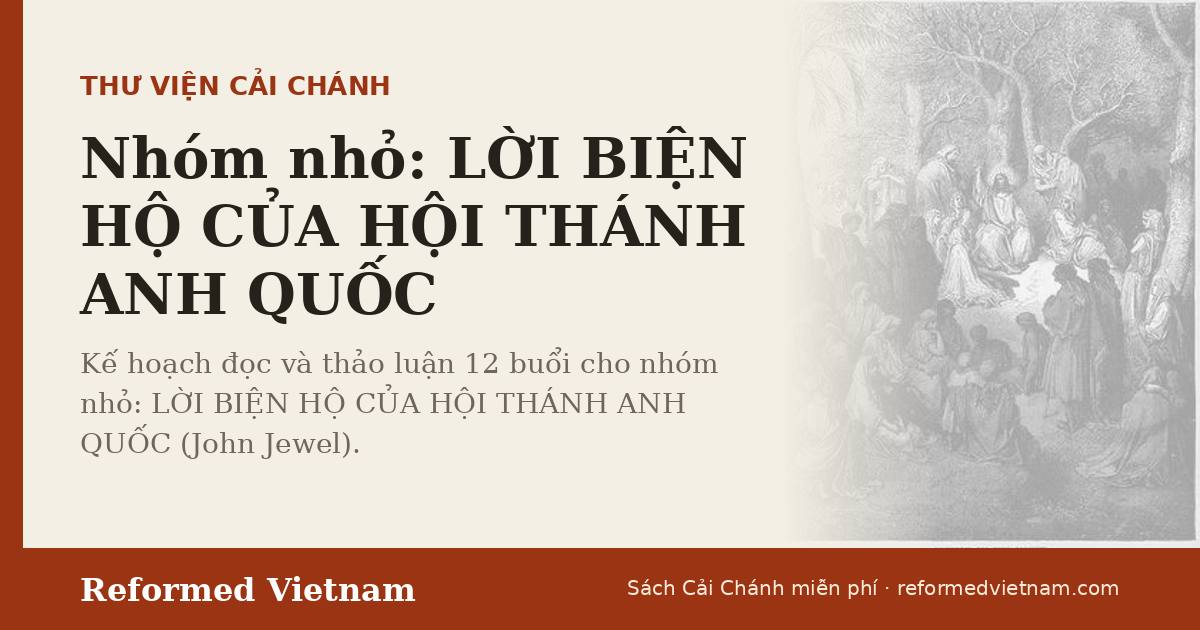 THƯ VIỆN CẢI CHÁNH
Nhóm nhỏ: LỜI BIỆN
HỘ CỦA HỘI THÁNH
ANH QUỐC
Kế hoạch đọc và thảo luận 12 buổi cho nhóm
nhỏ: LỜI BIỆN HỘ CỦA HỘI THÁNH ANH
QUỐC (John Jewel).
Reformed Vietnam
Sách Cải Chánh miễn phí · reformedvietnam.com